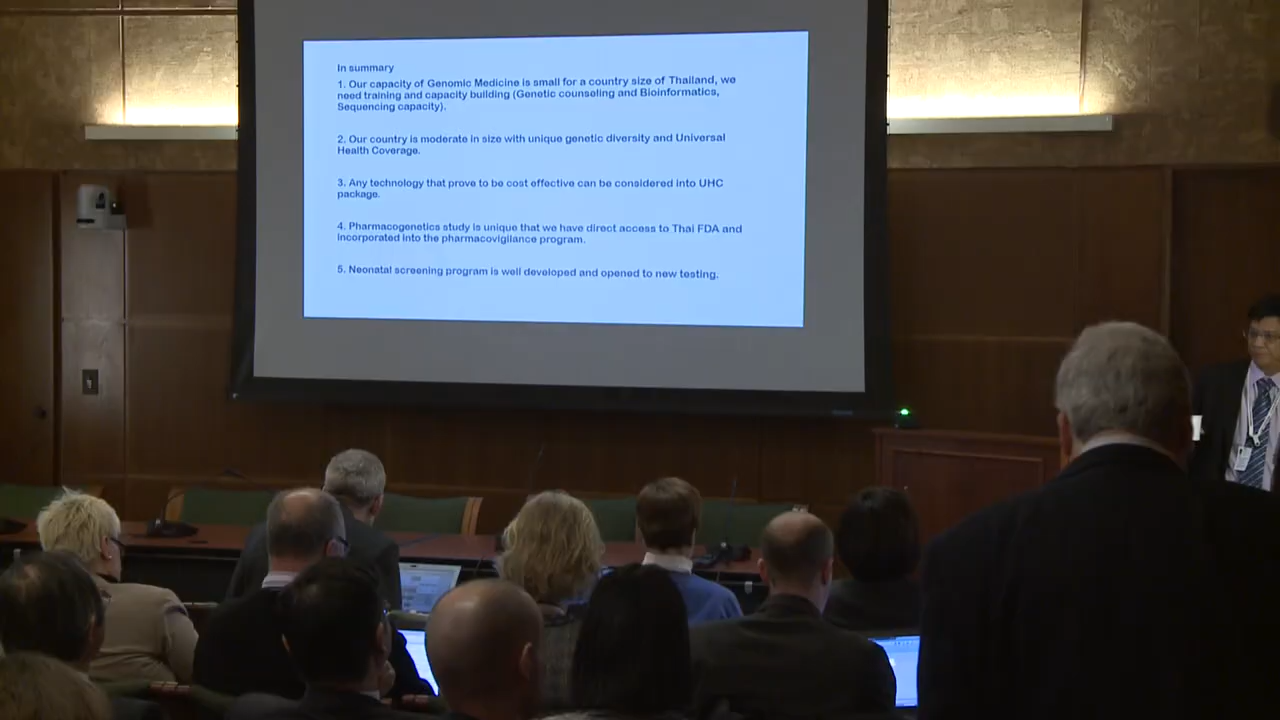 In summary
1. Our capacity of Genomic Medicine is small for a country size of Thailand, we
need training and capacity building (Genetic counseling and Bioinformatics,
Sequencing capacity).
2. Our country is moderate in size with unique genetic diversity and Universal
Health Coverage.
3. Any technology that prove to be cost effective can be considered into UHC
package.
4. Pharmacogenetics study is unique that we have direct access to Thai FDA and
incorporated into the pharmacovigilance program.
5. Neonatal screening program is well developed and opened to new testing.